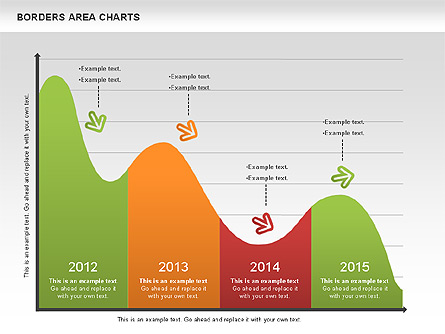 BORDERS AREA CHARTS
•Example text.
•Example text.
•Example text.
•Example text.
•Example text.
•Example text.
•Example text.
•Example text.
This is an example text. Go ahead and replace it with your own text.
2012
This is an example text
Go ahead and replace it
with your own text.
2013
This is an example text
Go ahead and replace it
with your own text.
2014
This is an example text
Go ahead and replace it
with your own text.
2015
This is an example text
Go ahead and replace it
with your own text.
This is an example text. Go ahead and replace it with your own text.